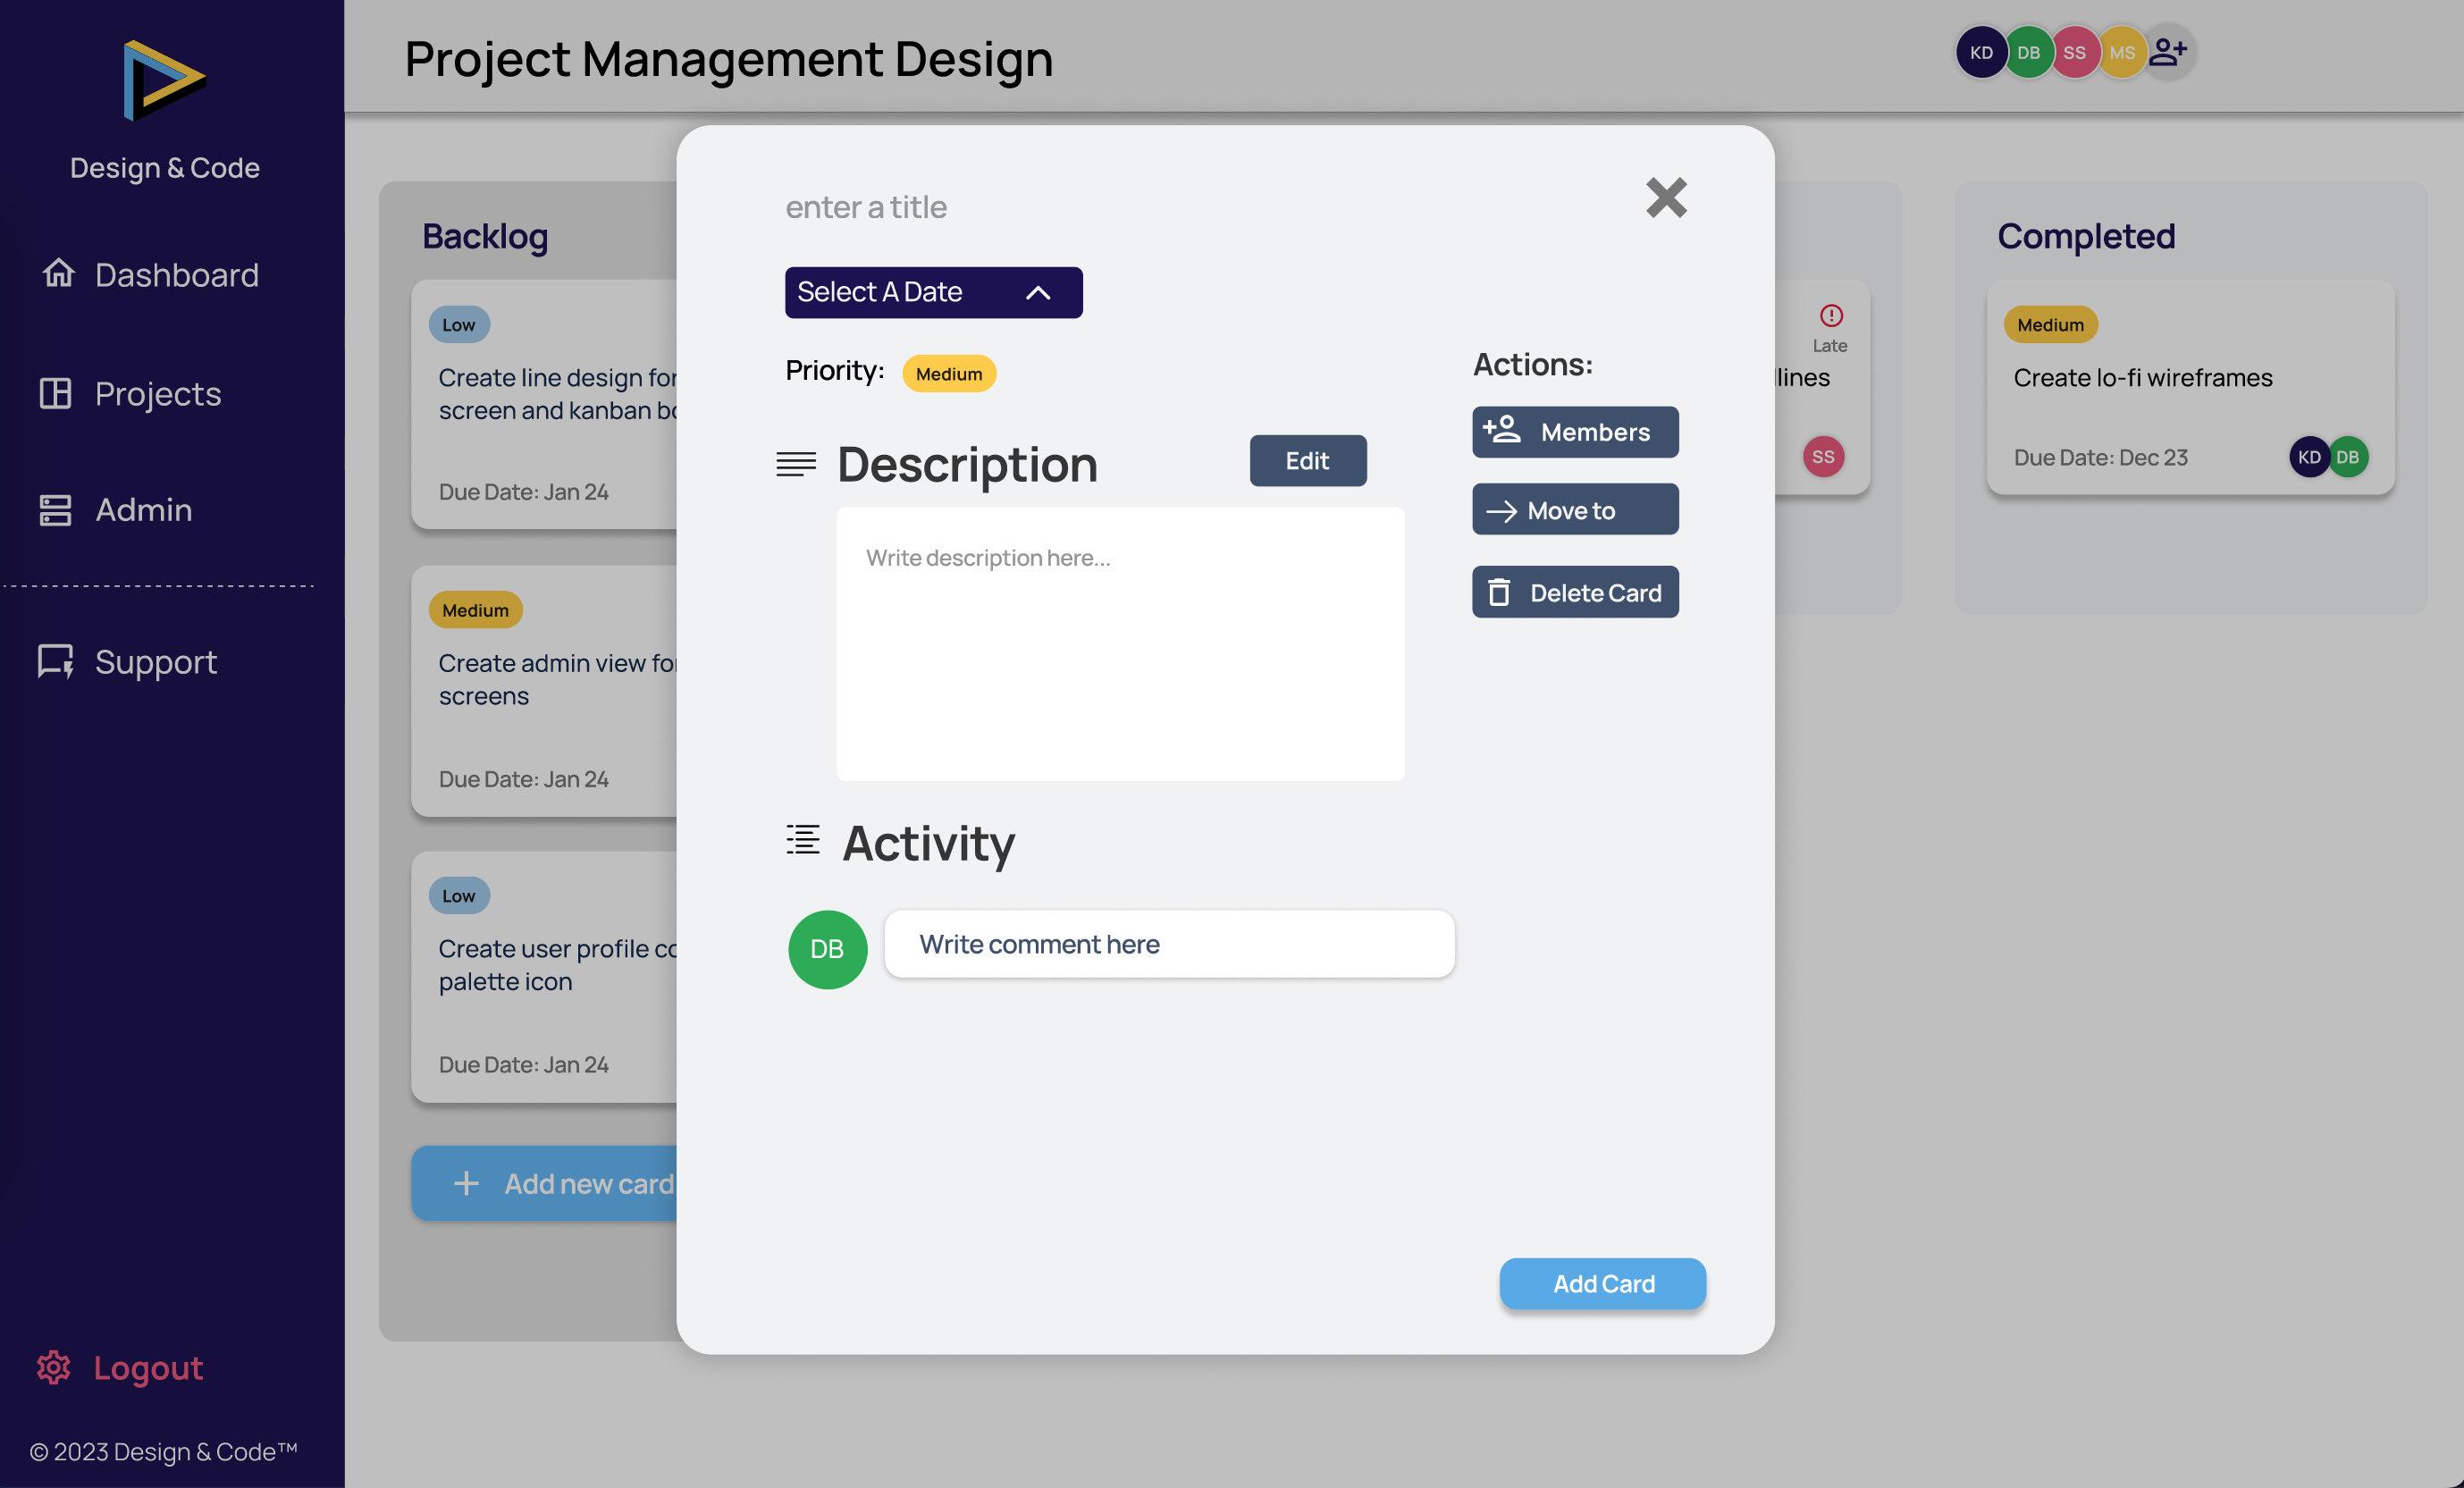 Design & Code
Dashboard
Projects
Admin
Support
Logout
© 2023 Design & Code™
Project Management Design
KD
DB
SS
MS
Backlog
Low
Create line design for
screen and kanban
Due Date: Jan 24
Medium
Create admin view for
screens
Due Date: Jan 24
Low
Create user profile
palette icon
Due Date: Jan 24
Add new card
enter a title
Select A Date
Priority:
Medium
Description
Edit
Write description here...
Activity
DB
Write comment here
Actions:
Members
Move to
Delete Card
Add Card
Late
SS
Completed
Medium
Create lo-fi wireframes
Due Date: Dec 23
KD
DB